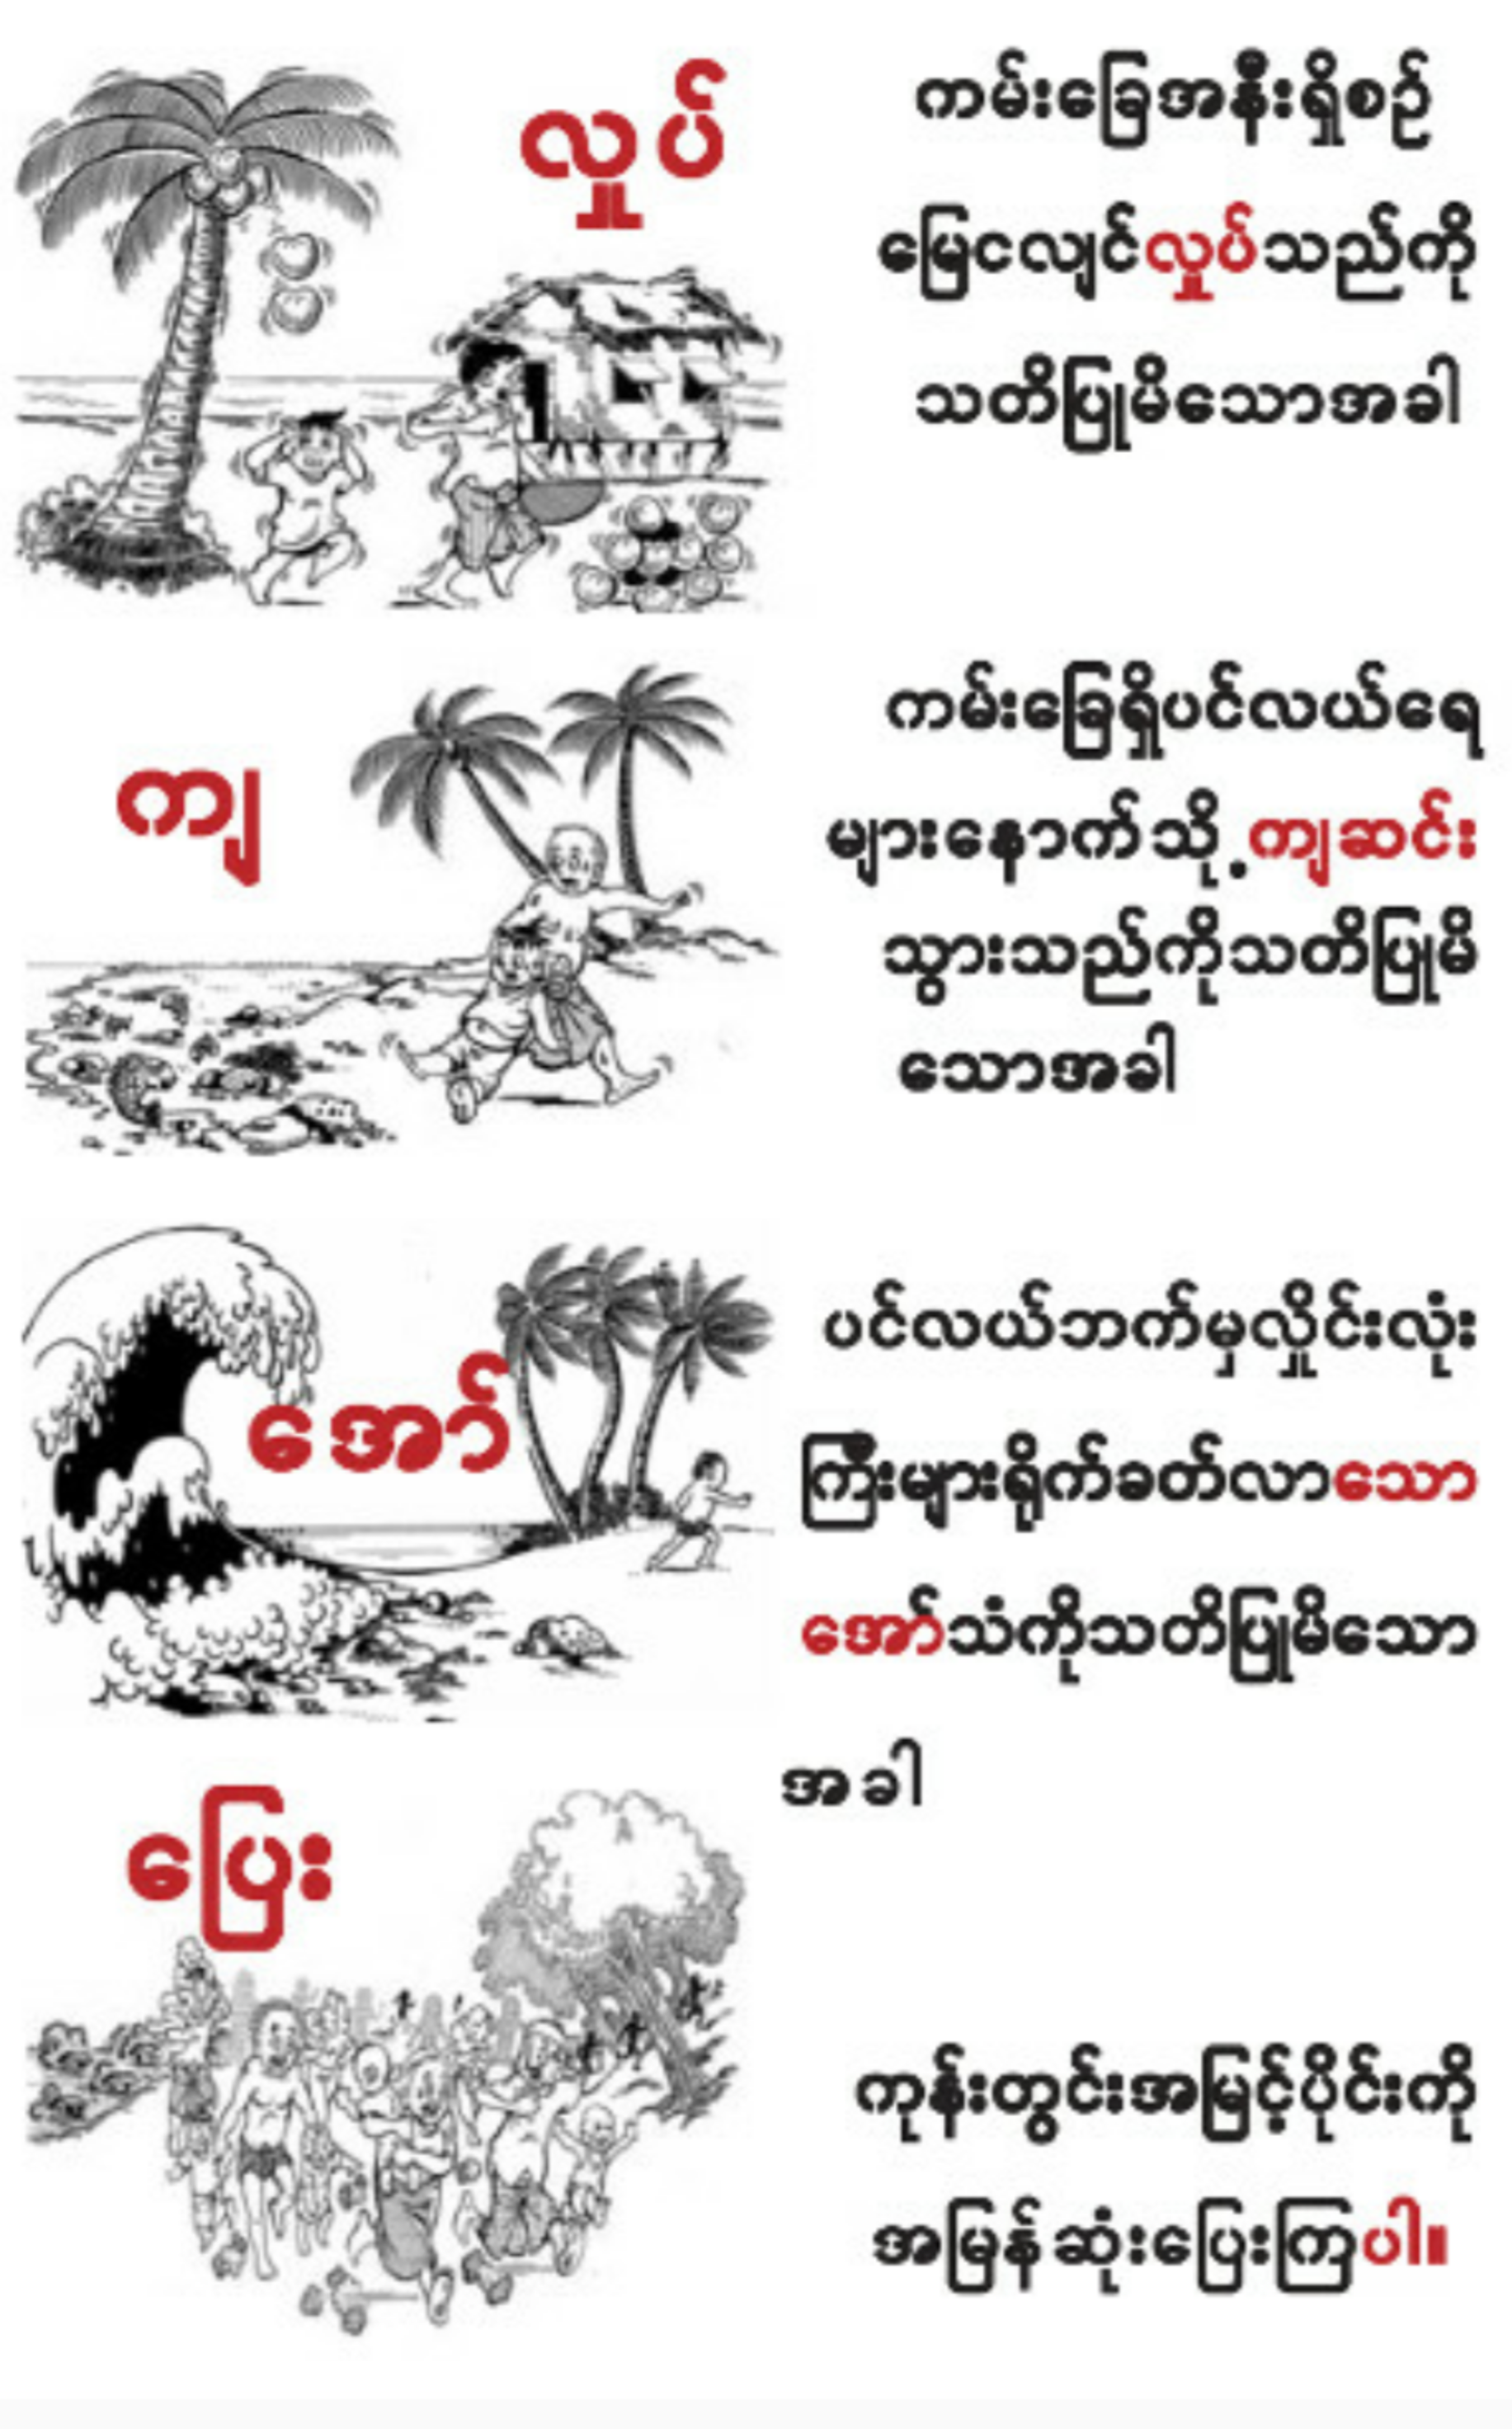 လှုပ်
ကမ်းခြေအနီးရှိစဉ်
မြေငလျင်လှုပ်သည်ကို
သတိပြုမိသောအခါ
ကျ
ကမ်းခြေရှိပင်လယ်ရေ
များနောက်သို့ကျဆင်း
သွားသည်ကိုသတိပြုမိ
သောအခါ
အော်
ပင်လယ်ဘက်မှလှိုင်းလုံး
ကြီးများရိုက်ခတ်လာသော
အော်သံကိုသတိပြုမိသော
အခါ
ပြေး
ကုန်းတွင်းအမြင့်ပိုင်းကို
အမြန်ဆုံးပြေးကြပါ။